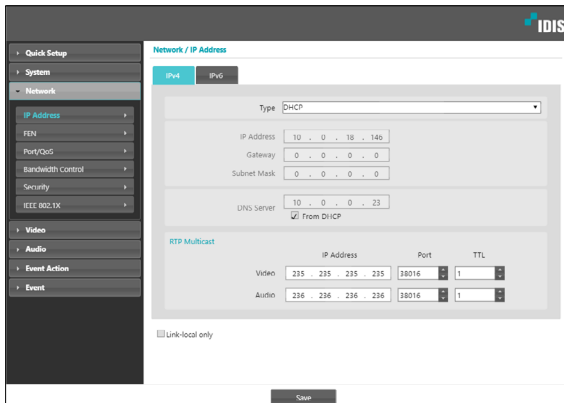 IDIS
Quick Setup
System
Network
IP Address
FEN
Port/QoS
Bandwidth Control
Security
IEEE 802.1X
Video
Audio
Event Action
Event
Network / IP Address
IPv4 IPv6
Type DHCP
IP Address 10 . 0 . 18 . 146
Gateway 0 . 0 . 0 . 0
Subnet Mask 0 . 0 . 0 . 0
DNS Server 10 . 0 . 0 . 23
From DHCP
RTP Multicast
IP Address Port TTL
Video 235 . 235 . 235 . 235 38016 1
Audio 236 . 236 . 236 . 236 38016 1
Link-local only
Save